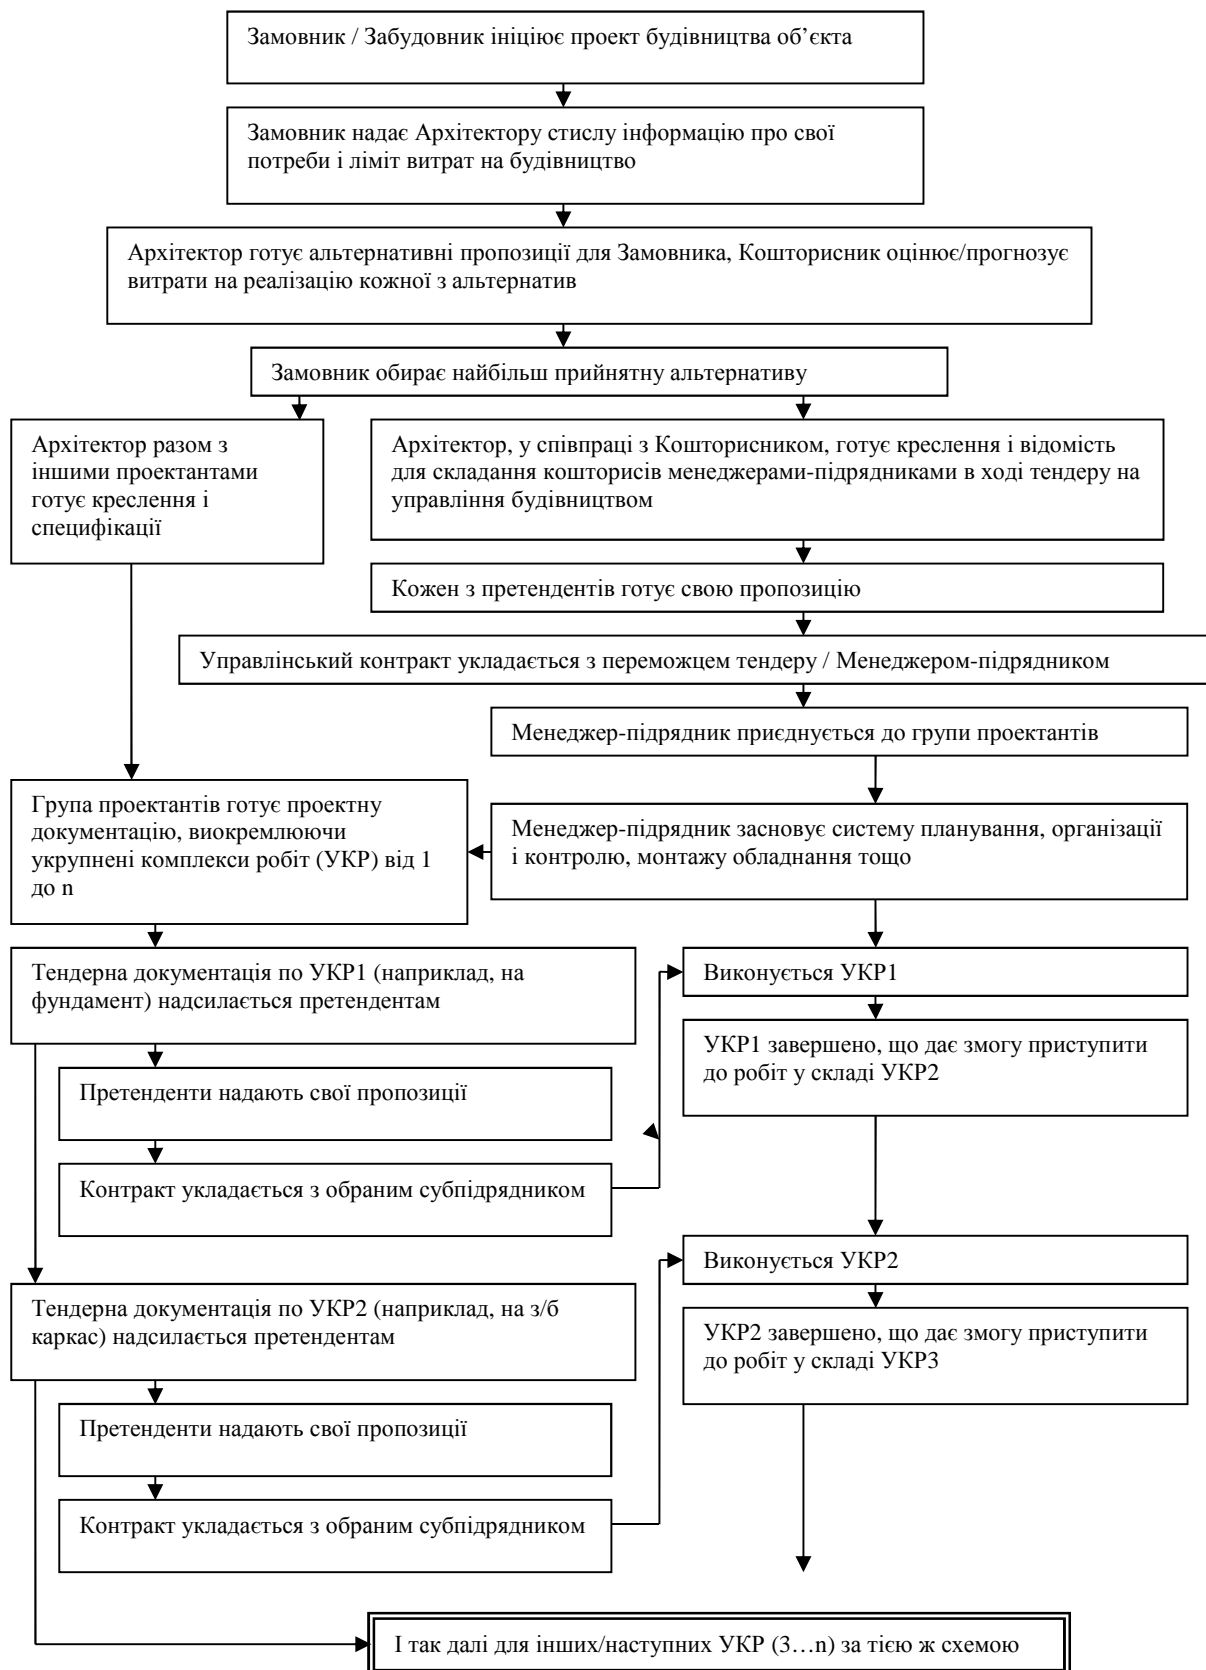 Замовник / Забудовник ініціює проект будівництва об’єкта
Замовник надає Архітектору стислу інформацію про свої
потреби і ліміт витрат на будівництво
Архітектор готує альтернативні пропозиції для Замовника, Кошторисник оцінює/прогнозує
витрати на реалізацію кожної з альтернатив
Замовник обирає найбільш прийнятну альтернативу
Архітектор разом з
іншими проектантами
готує креслення і
специфікації
Архітектор, у співпраці з Кошторисником, готує креслення і відомість
для складання кошторисів менеджерами-підрядниками в ході тендеру на
управління будівництвом
Кожен з претендентів готує свою пропозицію
Управлінський контракт укладається з переможцем тендеру / Менеджером-підрядником
Менеджер-підрядник приєднується до групи проектантів
Група проектантів готує проектну
документацію, виокремлюючи
укрупнені комплекси робіт (УКР) від 1
до n
Менеджер-підрядник засновує систему планування, організації
і контролю, монтажу обладнання тощо
Тендерна документація по УКР1 (наприклад, на
фундамент) надсилається претендентам
Виконується УКР1
УКР1 завершено, що дає змогу приступити
до робіт у складі УКР2
Претенденти надають свої пропозиції
Контракт укладається з обраним субпідрядником
Виконується УКР2
Тендерна документація по УКР2 (наприклад, на з/б
каркас) надсилається претендентам
УКР2 завершено, що дає змогу приступити
до робіт у складі УКР3
Претенденти надають свої пропозиції
Контракт укладається з обраним субпідрядником
І так далі для інших/наступних УКР (3…n) за тією ж схемою